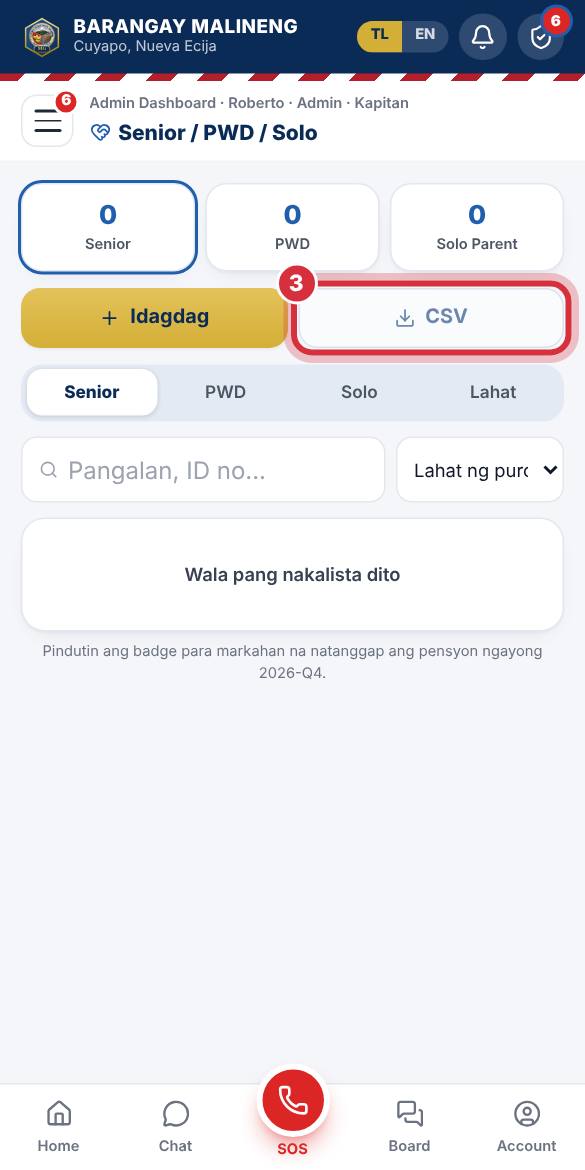 BARANGAY MALINENG
Cuyapo, Nueva Ecija
TL EN
6
6
Admin Dashboard · Roberto · Admin · Kapitan
Senior / PWD / Solo
0 0 0
Senior PWD Solo Parent
3
+ Idagdag CSV
Senior PWD Solo Lahat
Pangalan, ID no... Lahat ng
Wala pang nakalista dito
Pindutin ang badge para markahan na natanggap ang pensyon ngayong
2026-Q4.
Home Chat SOS Board Account